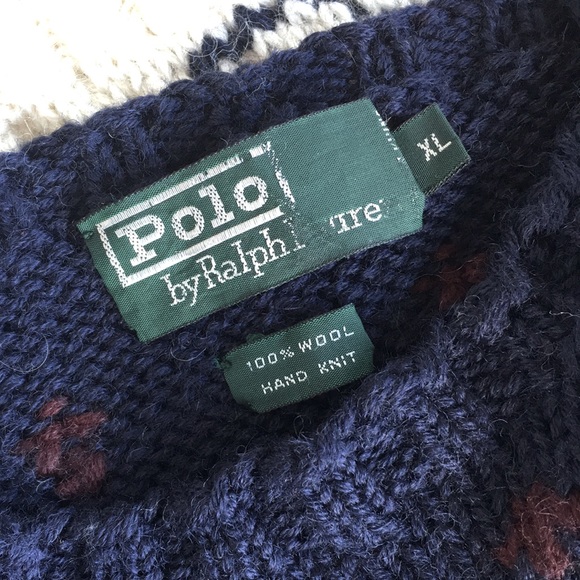 Polo
by Ralph
XL
100% WOOL
HAND KNIT